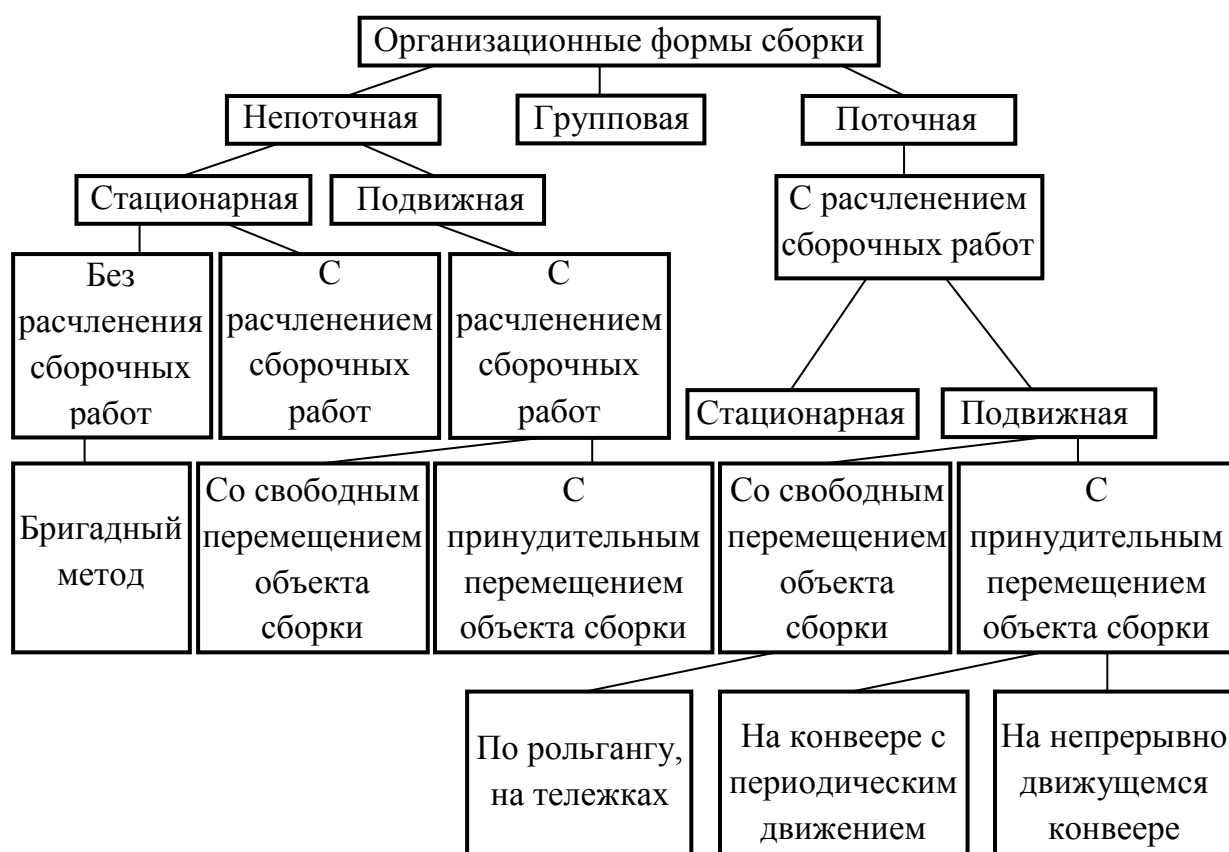 Организационные формы сборки
Непоточная
Групповая
Поточная
Стационарная
Подвижная
С расчленением
сборочных работ
Без
расчленения
сборочных
работ
С
расчленением
сборочных
работ
С
расчленением
сборочных
работ
Стационарная
Подвижная
Бригадный
метод
Со свободным
перемещением
объекта
сборки
С
принудительным
перемещением
объекта сборки
Со свободным
перемещением
объекта
сборки
С
принудительным
перемещением
объекта сборки
По рольгангу,
на тележках
На конвеере с
периодическим
движением
На непрерывно
движущемся
конвеере